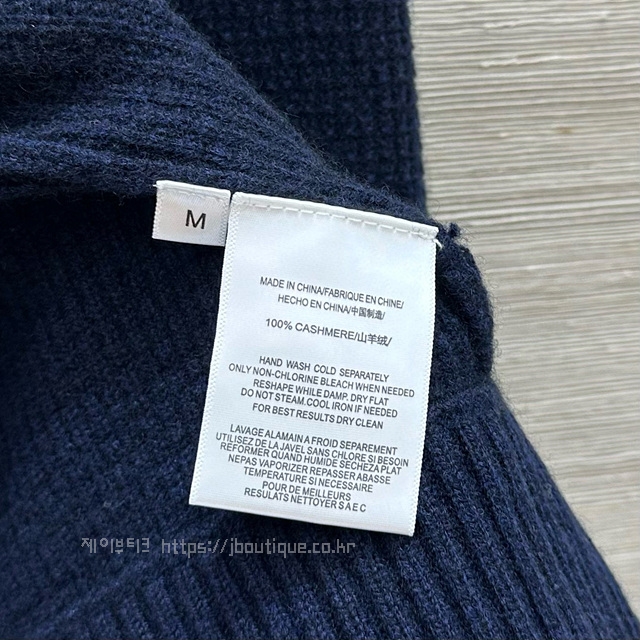 M
MADE IN CHINA/FABRIQUE EN CHINE/
HECHO EN CHINA/中国制造/
100% CASHMERE/山羊绒/
HAND WASH COLD SEPARATELY
ONLY NON-CHLORINE BLEACH WHEN NEEDED
RESHAPE WHILE DAMP. DRY FLAT
DO NOT STEAM. COOL IRON IF NEEDED
FOR BEST RESULTS DRY CLEAN
LAVAGE ALAMAIN A FROID SEPAREMENT
UTILISEZ DE LA JAVEL SANS CHLORE SI BESOIN
REFORMER QUAND HUMIDE SECHEZA PLAT
NEPAS VAPORIZER REPASSER ABASSE
TEMPERATURE SI NECESSAIRE
POUR DE MEILLEURS
RESULATS NETTOYER S A E C
제이부티크 https://jboutique.co.kr